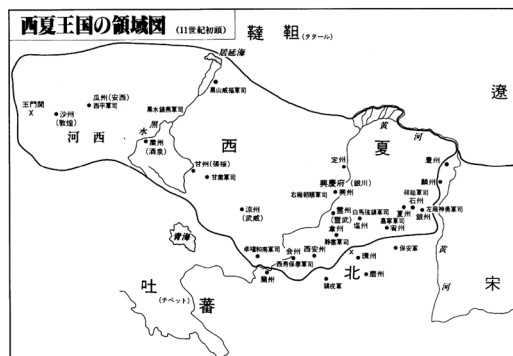 西夏王国の領域図 (11世紀初頭)
韃靼(タタール)
遼
居延海
黒山威福軍司
瓜州(安西)
西平軍司
玉門関
沙州
(敦煌)
河西
黒水鎮燕軍司
黒水
粛州
(酒泉)
甘州(張掖)
甘粛軍司
西
夏
黄河
定州
豊州
麟州
興慶府(銀川)
興州
右廂朝順軍司
祥祐軍司
石州
左廂神勇軍司
夏州
銀州
涼州
(武威)
霊州
(霊武)
白馬強鎮軍司
塩州
嘉寧軍司
宥州
韋州
静塞軍司
青海
卓囉和南軍司
会州
西寿保泰軍司
西安州
保安軍
環州
北
宋
黄河
蘭州
鎮戎軍
吐蕃
(チベット)